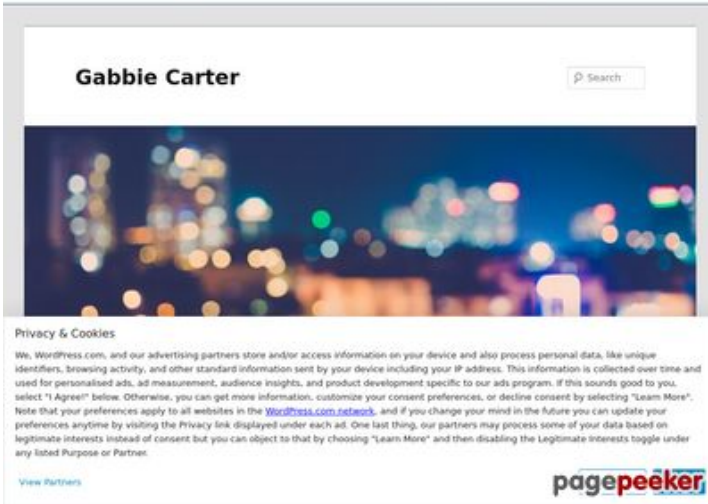 Gabbie Carter
Search
Privacy & Cookies
We, WordPress.com, and our advertising partners store and/or access information on your device and also process personal data, like unique
identifiers, browsing activity, and other standard information sent by your device including your IP address. This information is collected over time and
used for personalised ads, ad measurement, audience insights, and product development specific to our ads program. If this sounds good to you,
select "I Agree!" below. Otherwise, you can get more information, customize your consent preferences, or decline consent by selecting "Learn More".
Note that your preferences apply to all websites in the WordPress.com network, and if you change your mind in the future you can update your
preferences anytime by visiting the Privacy link displayed under each ad. One last thing, our partners may process some of your data based on
legitimate interests instead of consent but you can object to that by choosing "Learn More" and then disabling the Legitimate Interests toggle under
any listed Purpose or Partner.
View Partners
pagepeeker